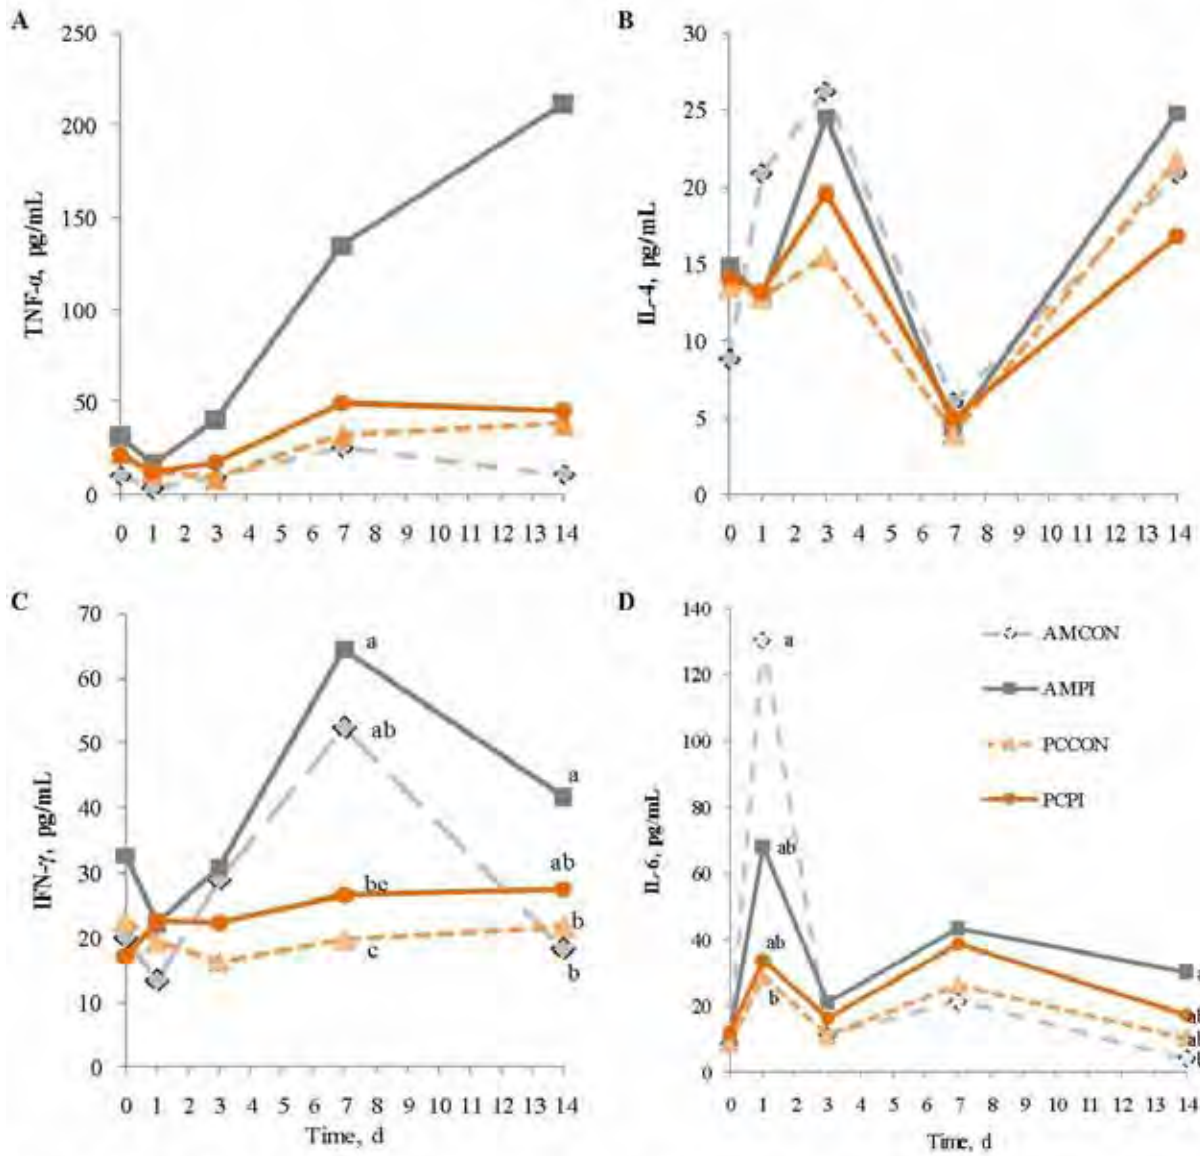 A
250
200
150
100
50
0
TNF-α, pg/mL
0 1 2 3 4 5 6 7 8 9 10 11 12 13 14
B
30
25
20
15
10
5
0
IL-4, pg/mL
0 1 2 3 4 5 6 7 8 9 10 11 12 13 14
C
70
60
50
40
30
20
10
0
IFN-γ, pg/mL
a
ab
a
ab
bc
b
c
b
0 1 2 3 4 5 6 7 8 9 10 11 12 13 14
Time, d
D
140
120
100
80
60
40
20
0
IL-6, pg/mL
a
ab
ab
b
AMCON
AMPI
PCCON
PCPI
a
0 1 2 3 4 5 6 7 8 9 10 11 12 13 14
Time, d